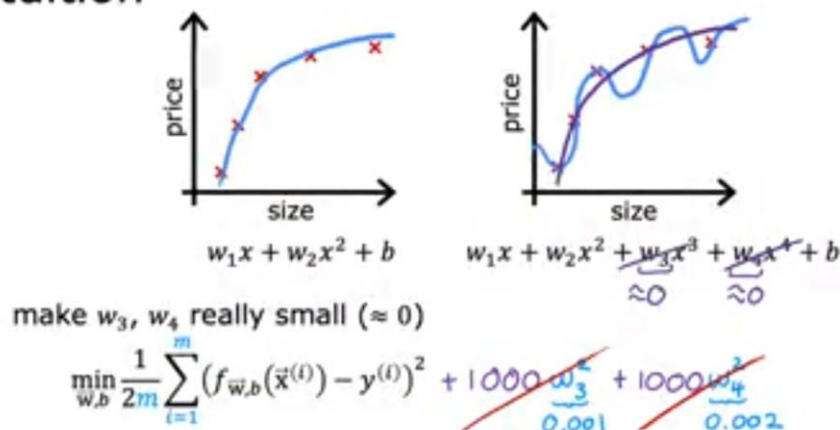 price
size
price
size
w₁x + w₂x² + b
w₁x + w₂x² + w₃x³ + w₄x⁴ + b
≈0 ≈0
make w₃, w₄ really small (≈ 0)
min w⃗,b 1/2m ∑ i=1 m (f w⃗,b(x⃗⁽ⁱ⁾) − y⁽ⁱ⁾)² + 1000 w₃² + 1000 w₄²
0.001 0.002